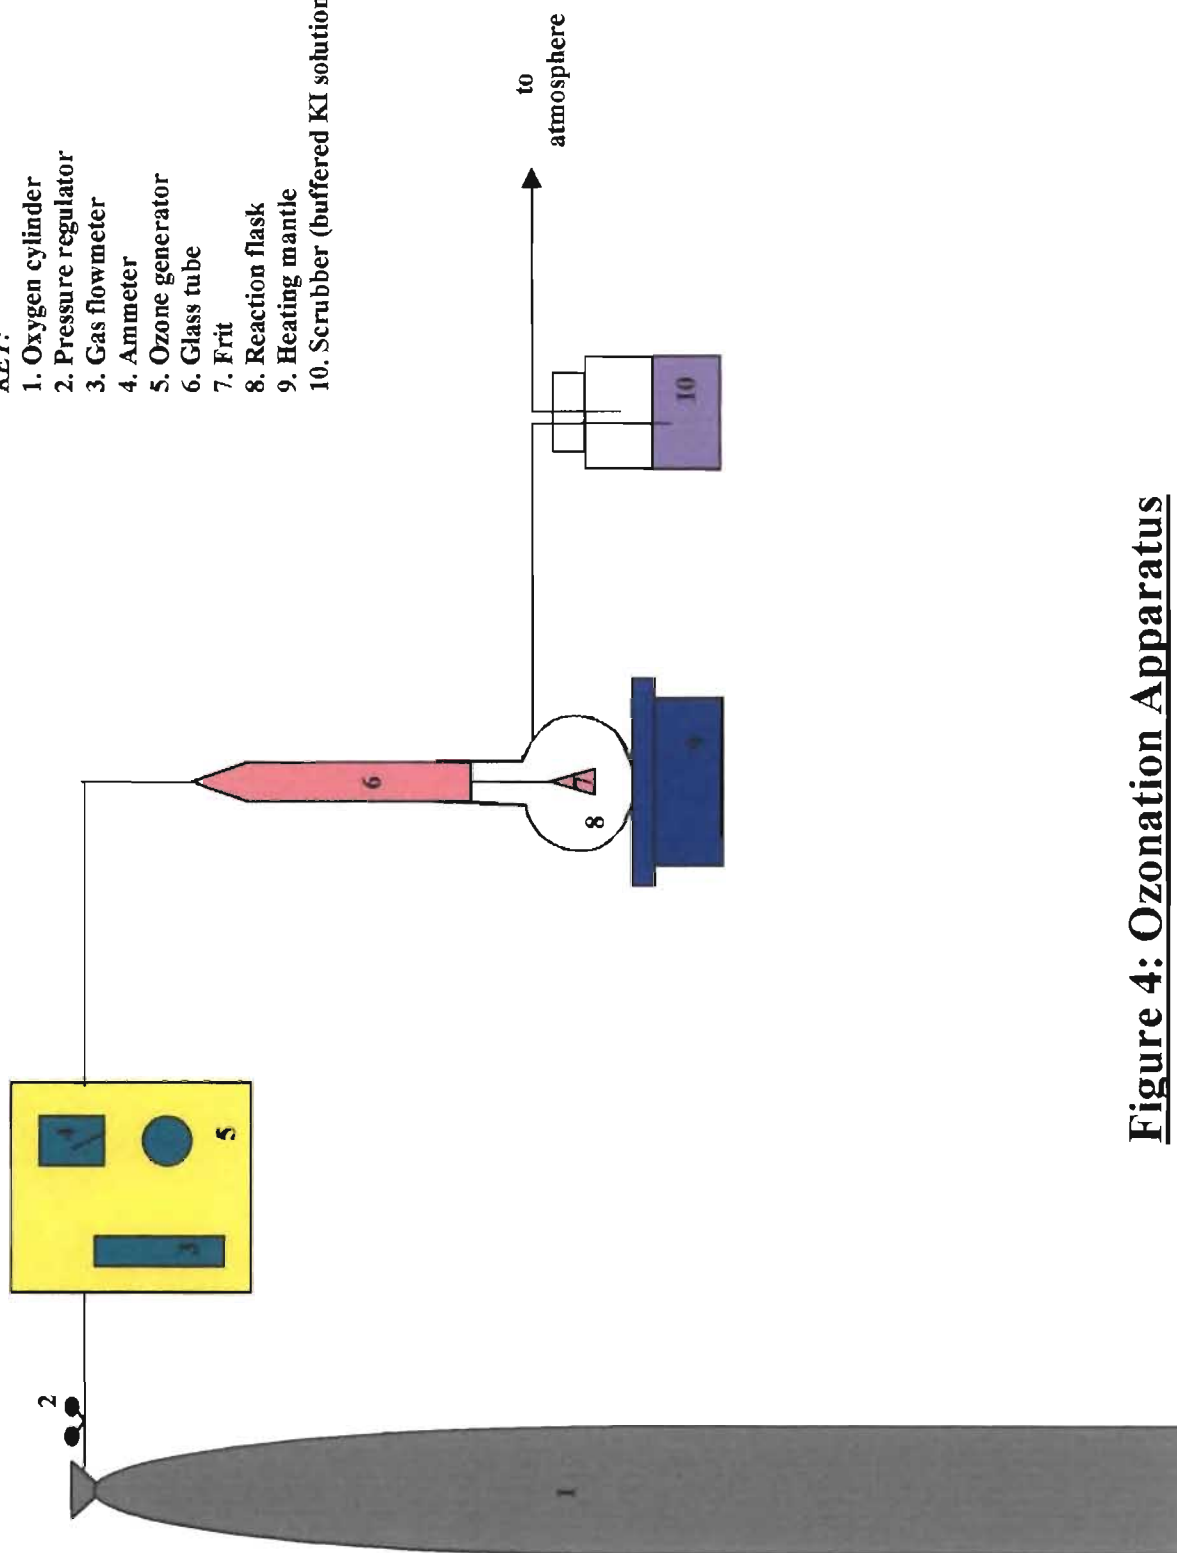 KEY:
1. Oxygen cylinder
2. Pressure regulator
3. Gas flowmeter
4. Ammeter
5. Ozone generator
6. Glass tube
7. Frit
8. Reaction flask
9. Heating mantle
10. Scrubber (buffered KI solution
to
atmosphere
1
2
3
4
5
6
7
8
9
10
Figure 4: Ozonation Apparatus